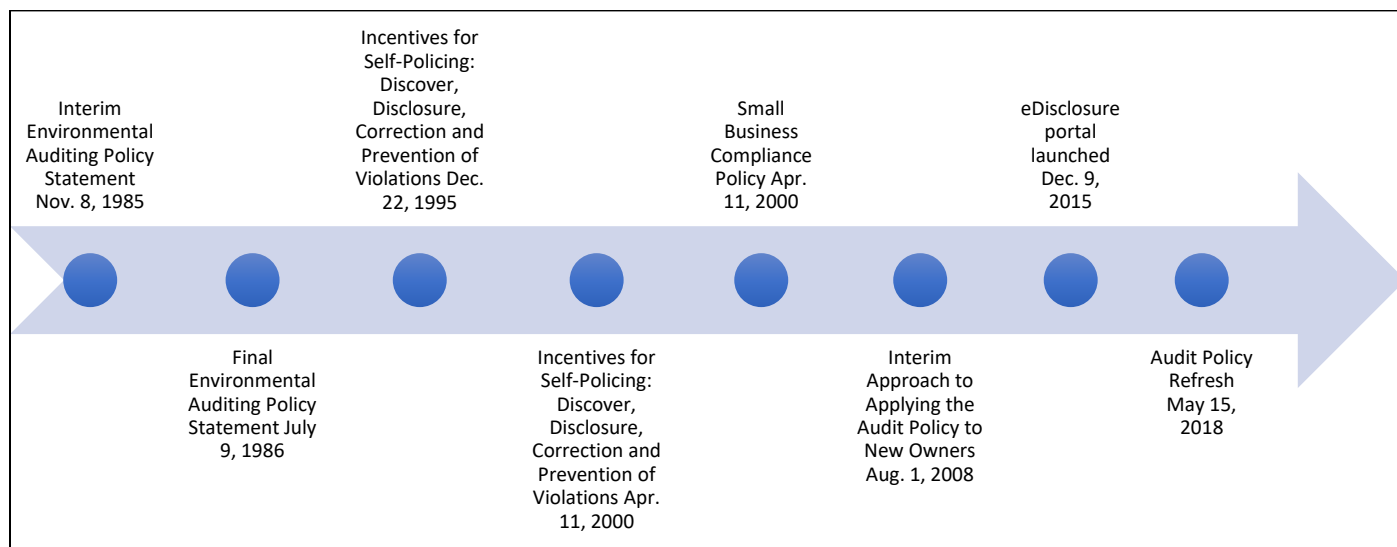 Interim
Environmental
Auditing Policy
Statement
Nov. 8, 1985
Final
Environmental
Auditing Policy
Statement July
9, 1986
Incentives for
Self-Policing:
Discover,
Disclosure,
Correction and
Prevention of
Violations Dec.
22, 1995
Incentives for
Self-Policing:
Discover,
Disclosure,
Correction and
Prevention of
Violations Apr.
11, 2000
Small
Business
Compliance
Policy Apr.
11, 2000
Interim
Approach to
Applying the
Audit Policy to
New Owners
Aug. 1, 2008
eDisclosure
portal
launched
Dec. 9,
2015
Audit Policy
Refresh
May 15,
2018